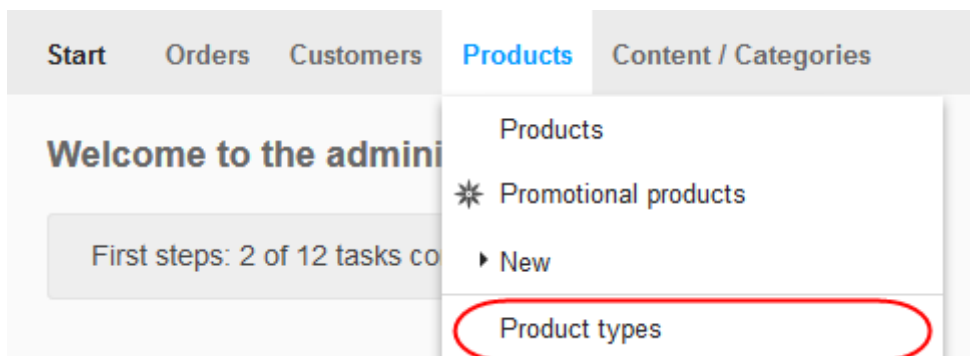 Start Orders Customers Products Content / Categories
Products
Welcome to the admini
Promotional products
First steps: 2 of 12 tasks co
New
Product types